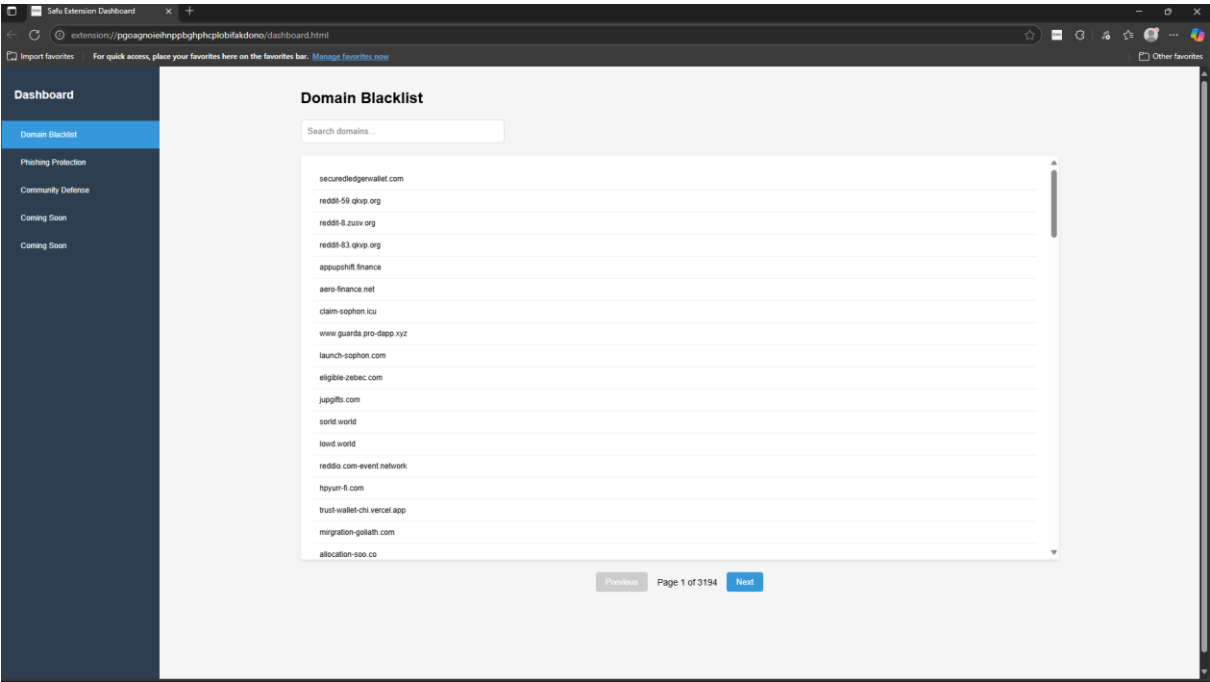 Safu Extension Dashboard
extension://pgoagnoieihnppbghphcplobifakdono/dashboard.html
Import favorites For quick access, place your favorites here on the favorites bar. Manage favorites now Other favorites
Dashboard
Domain Blacklist
Phishing Protection
Community Defense
Coming Soon
Coming Soon
Domain Blacklist
Search domains...
securedledgerwallet.com
reddit-59.qkvp.org
reddit-8.zusv.org
reddit-83.qkvp.org
appupshift.finance
aero-finance.net
claim-sophon.icu
www.guarda.pro-dapp.xyz
launch-sophon.com
eligible-zebec.com
jupgifts.com
sorld.world
lowd.world
reddio.com-event.network
hpyurr-fi.com
trust-wallet-chi.vercel.app
mirgration-goliath.com
allocation-spo.co
Previous Page 1 of 3194 Next